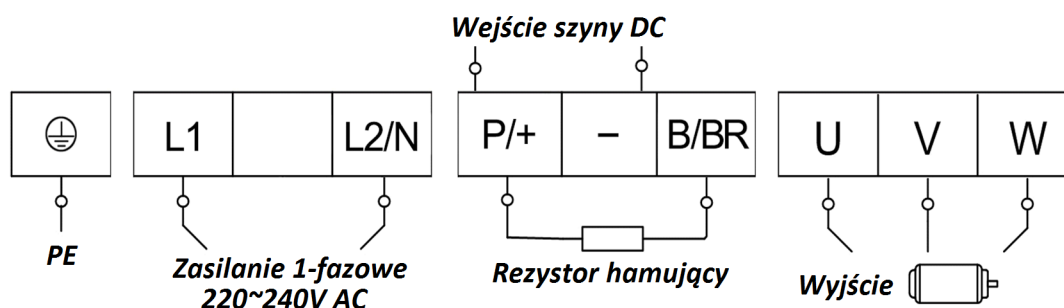 Wejście szyny DC
L1 L2/N P/+ – B/BR U V W
PE
Zasilanie 1-fazowe
220~240V AC
Rezystor hamujący
Wyjście